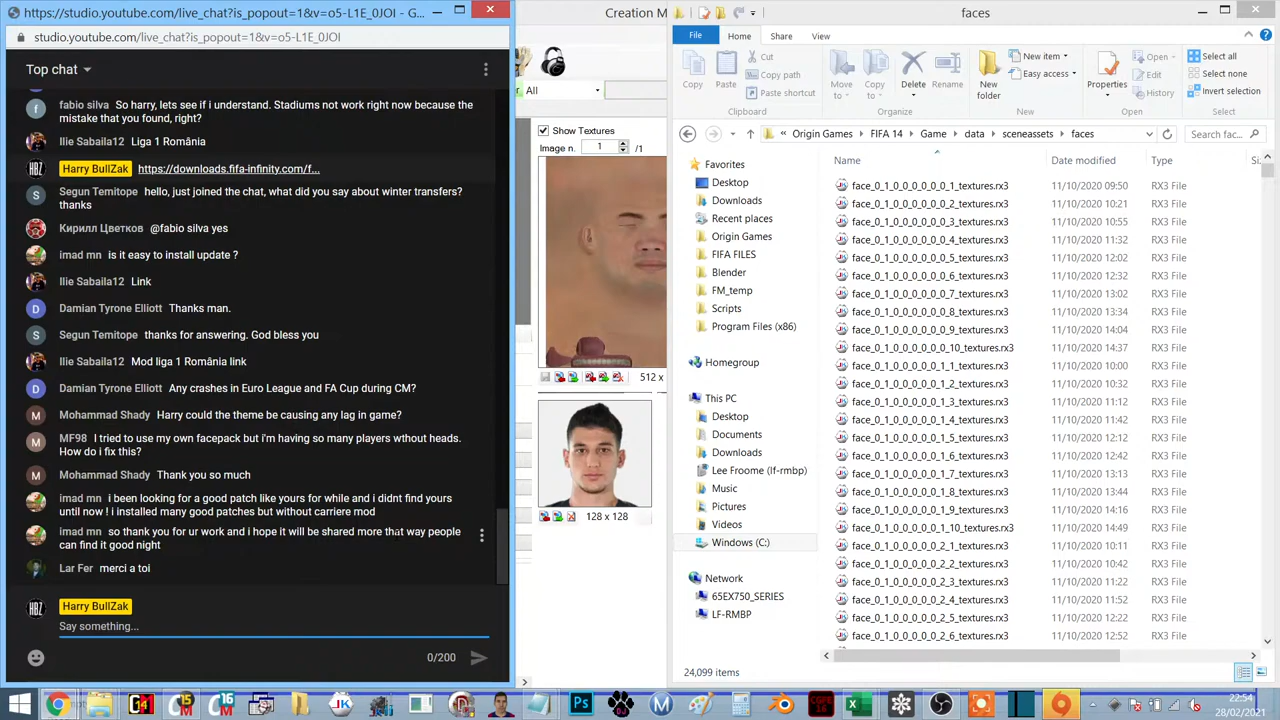 https://studio.youtube.com/live_chat?is_popout=1&v=o5-L1E_0JOI - G...
studio.youtube.com/live_chat?is_popout=1&v=o5-L1E_0JOI
Top chat
fabio silva So harry, lets see if i understand. Stadiums not work right now because the
mistake that you found, right?
Ilie Sabaila12 Liga 1 România
Harry BullZak https://downloads.fifa-infinity.com/f...
Segun Temitope hello, just joined the chat, what did you say about winter transfers?
thanks
Кирилл Цветков @fabio silva yes
imad mn is it easy to install update ?
Ilie Sabaila12 Link
Damian Tyrone Elliott Thanks man.
Segun Temitope thanks for answering. God bless you
Ilie Sabaila12 Mod liga 1 România link
Damian Tyrone Elliott Any crashes in Euro League and FA Cup during CM?
Mohammad Shady Harry could the theme be causing any lag in game?
MF98 I tried to use my own facepack but i'm having so many players wthout heads.
How do i fix this?
Mohammad Shady Thank you so much
imad mn i been looking for a good patch like yours for while and i didnt find yours
until now ! i installed many good patches but without carriere mod
imad mn so thank you for ur work and i hope it will be shared more that way people
can find it good night
Lar Fer merci a toi
Harry BullZak
Say something...
0/200
Creation M
All
Show Textures
Image n. 1 /1
512 x
128 x 128
faces
File Home Share View
Copy Paste Cut
Copy path
Paste shortcut
Clipboard
Move to Copy to Delete Rename
Organize
New folder
New item
Easy access
New
Properties
Open
Edit
History
Open
Select all
Select none
Invert selection
Select
« Origin Games FIFA 14 Game data sceneassets faces
Search fac...
Favorites
Desktop
Downloads
Recent places
Origin Games
FIFA FILES
Blender
FM_temp
Scripts
Program Files (x86)
Homegroup
This PC
Desktop
Documents
Downloads
Lee Froome (lf-rmbp)
Music
Pictures
Videos
Windows (C:)
Network
65EX750_SERIES
LF-RMBP
Name Date modified Type Si
face_0_1_0_0_0_0_0_0_1_textures.rx3 11/10/2020 09:50 RX3 File
face_0_1_0_0_0_0_0_0_2_textures.rx3 11/10/2020 10:21 RX3 File
face_0_1_0_0_0_0_0_0_3_textures.rx3 11/10/2020 10:55 RX3 File
face_0_1_0_0_0_0_0_0_4_textures.rx3 11/10/2020 11:32 RX3 File
face_0_1_0_0_0_0_0_0_5_textures.rx3 11/10/2020 12:02 RX3 File
face_0_1_0_0_0_0_0_0_6_textures.rx3 11/10/2020 12:32 RX3 File
face_0_1_0_0_0_0_0_0_7_textures.rx3 11/10/2020 13:02 RX3 File
face_0_1_0_0_0_0_0_0_8_textures.rx3 11/10/2020 13:34 RX3 File
face_0_1_0_0_0_0_0_0_9_textures.rx3 11/10/2020 14:04 RX3 File
face_0_1_0_0_0_0_0_0_10_textures.rx3 11/10/2020 14:37 RX3 File
face_0_1_0_0_0_0_0_1_1_textures.rx3 11/10/2020 10:00 RX3 File
face_0_1_0_0_0_0_0_1_2_textures.rx3 11/10/2020 10:32 RX3 File
face_0_1_0_0_0_0_0_1_3_textures.rx3 11/10/2020 11:12 RX3 File
face_0_1_0_0_0_0_0_1_4_textures.rx3 11/10/2020 11:42 RX3 File
face_0_1_0_0_0_0_0_1_5_textures.rx3 11/10/2020 12:12 RX3 File
face_0_1_0_0_0_0_0_1_6_textures.rx3 11/10/2020 12:42 RX3 File
face_0_1_0_0_0_0_0_1_7_textures.rx3 11/10/2020 13:13 RX3 File
face_0_1_0_0_0_0_0_1_8_textures.rx3 11/10/2020 13:44 RX3 File
face_0_1_0_0_0_0_0_1_9_textures.rx3 11/10/2020 14:16 RX3 File
face_0_1_0_0_0_0_0_1_10_textures.rx3 11/10/2020 14:49 RX3 File
face_0_1_0_0_0_0_0_2_1_textures.rx3 11/10/2020 10:11 RX3 File
face_0_1_0_0_0_0_0_2_2_textures.rx3 11/10/2020 10:42 RX3 File
face_0_1_0_0_0_0_0_2_3_textures.rx3 11/10/2020 11:22 RX3 File
face_0_1_0_0_0_0_0_2_4_textures.rx3 11/10/2020 11:52 RX3 File
face_0_1_0_0_0_0_0_2_5_textures.rx3 11/10/2020 12:22 RX3 File
face_0_1_0_0_0_0_0_2_6_textures.rx3 11/10/2020 12:52 RX3 File
24,099 items
22:54
28/02/2021